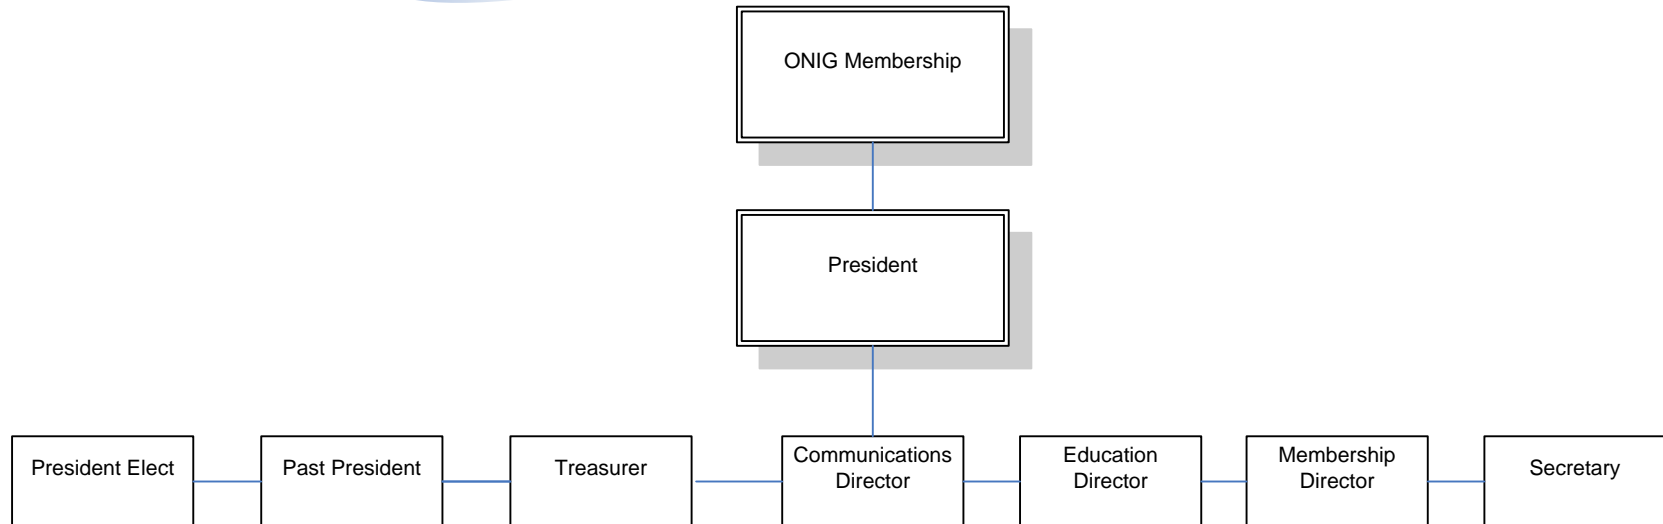 ONIG Membership
President
President Elect
Past President
Treasurer
Communications
Director
Education
Director
Membership
Director
Secretary